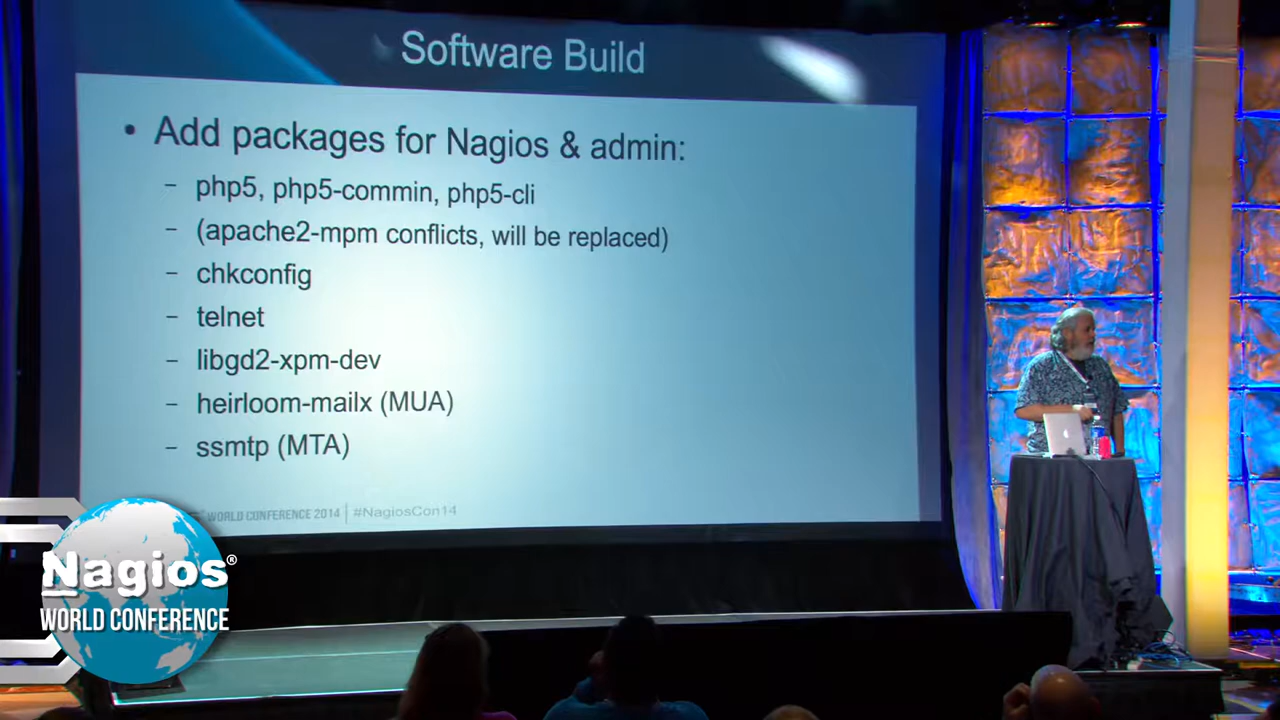 Software Build
• Add packages for Nagios & admin:
– php5, php5-commin, php5-cli
– (apache2-mpm conflicts, will be replaced)
– chkconfig
– telnet
– libgd2-xpm-dev
– heirloom-mailx (MUA)
– ssmtp (MTA)
WORLD CONFERENCE 2014 | #NagiosCon14
Nagios®
WORLD CONFERENCE